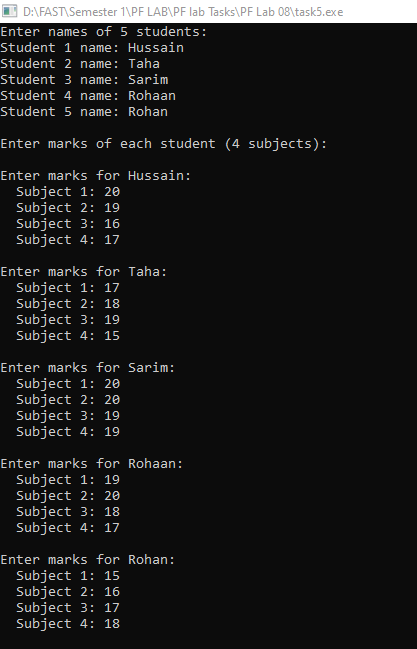 D:\FAST\Semester 1\PF LAB\PF lab Tasks\PF Lab 08\task5.exe
Enter names of 5 students:
Student 1 name: Hussain
Student 2 name: Taha
Student 3 name: Sarim
Student 4 name: Rohaan
Student 5 name: Rohan
Enter marks of each student (4 subjects):
Enter marks for Hussain:
Subject 1: 20
Subject 2: 19
Subject 3: 16
Subject 4: 17
Enter marks for Taha:
Subject 1: 17
Subject 2: 18
Subject 3: 19
Subject 4: 15
Enter marks for Sarim:
Subject 1: 20
Subject 2: 20
Subject 3: 19
Subject 4: 19
Enter marks for Rohaan:
Subject 1: 19
Subject 2: 20
Subject 3: 18
Subject 4: 17
Enter marks for Rohan:
Subject 1: 15
Subject 2: 16
Subject 3: 17
Subject 4: 18